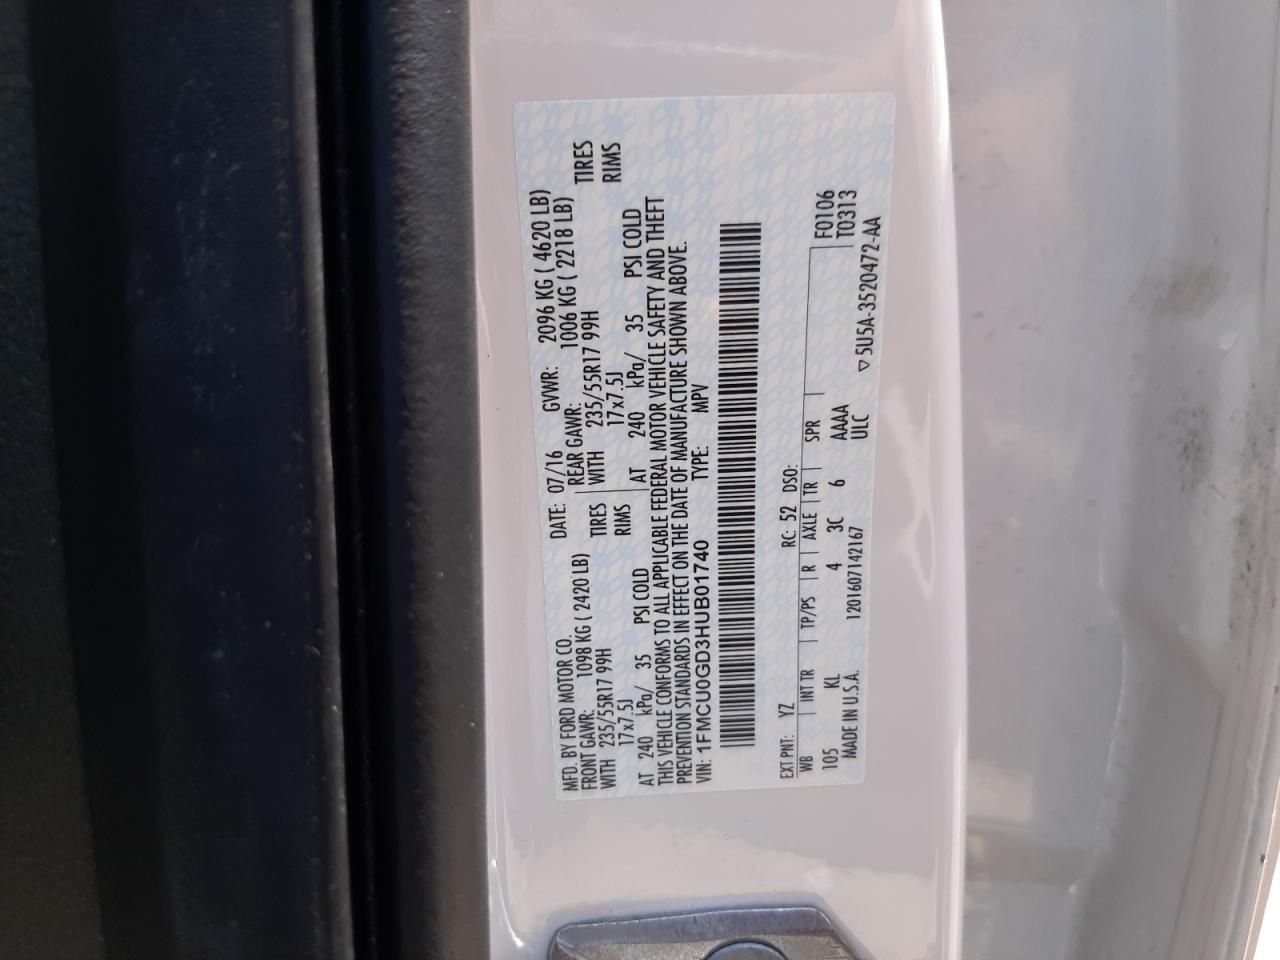 MFD. BY FORD MOTOR CO.
DATE: 07/16 GVWR: 2096 KG ( 4620 LB)
FRONT GAWR: 1098 KG ( 2420 LB)
REAR GAWR: 1006 KG ( 2218 LB)
WITH 235/55R17 99H TIRES
WITH 235/55R17 99H TIRES
17x7.5J RIMS
17x7.5J RIMS
AT 240 kPa/ 35 PSI COLD
AT 240 kPa/ 35 PSI COLD
THIS VEHICLE CONFORMS TO ALL APPLICABLE FEDERAL MOTOR VEHICLE SAFETY AND THEFT
PREVENTION STANDARDS IN EFFECT ON THE DATE OF MANUFACTURE SHOWN ABOVE.
VIN: 1FMCU0GD3HUB01740 TYPE: MPV
EXT PNT: YZ RC: 52 DSO:
WB | INT TR | TP/PS | R | AXLE | TR | SPR | F0106
105 KL 4 3C 6 AAAA T0313
MADE IN U.S.A. 1201607142167 ULC ▽5U5A-3520472-AA